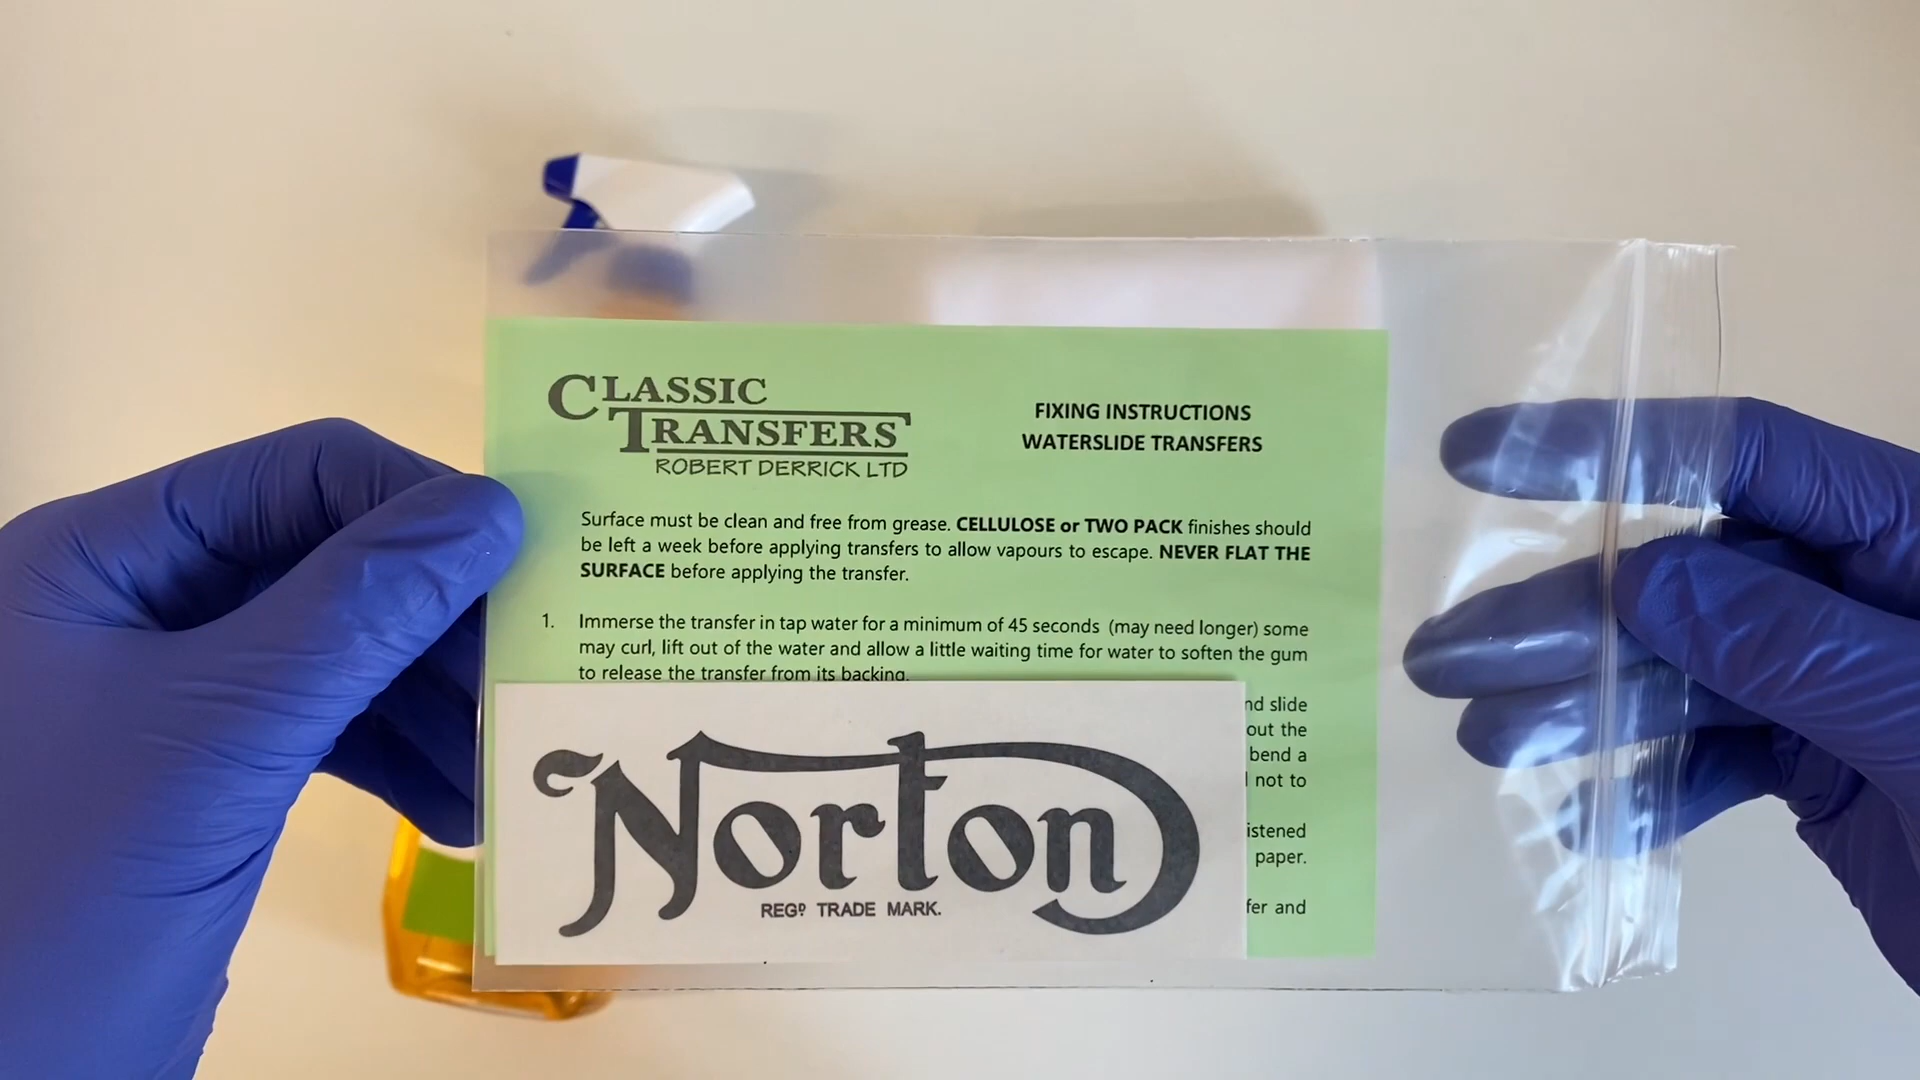 CLASSIC
TRANSFERS
ROBERT DERRICK LTD
FIXING INSTRUCTIONS
WATERSLIDE TRANSFERS
Surface must be clean and free from grease. CELLULOSE or TWO PACK finishes should
be left a week before applying transfers to allow vapours to escape. NEVER FLAT THE
SURFACE before applying the transfer.
1. Immerse the transfer in tap water for a minimum of 45 seconds (may need longer) some
may curl, lift out of the water and allow a little waiting time for water to soften the gum
to release the transfer from its backing.
slide
out the
bend a
not to
paper.
and
Norton
REGD TRADE MARK.